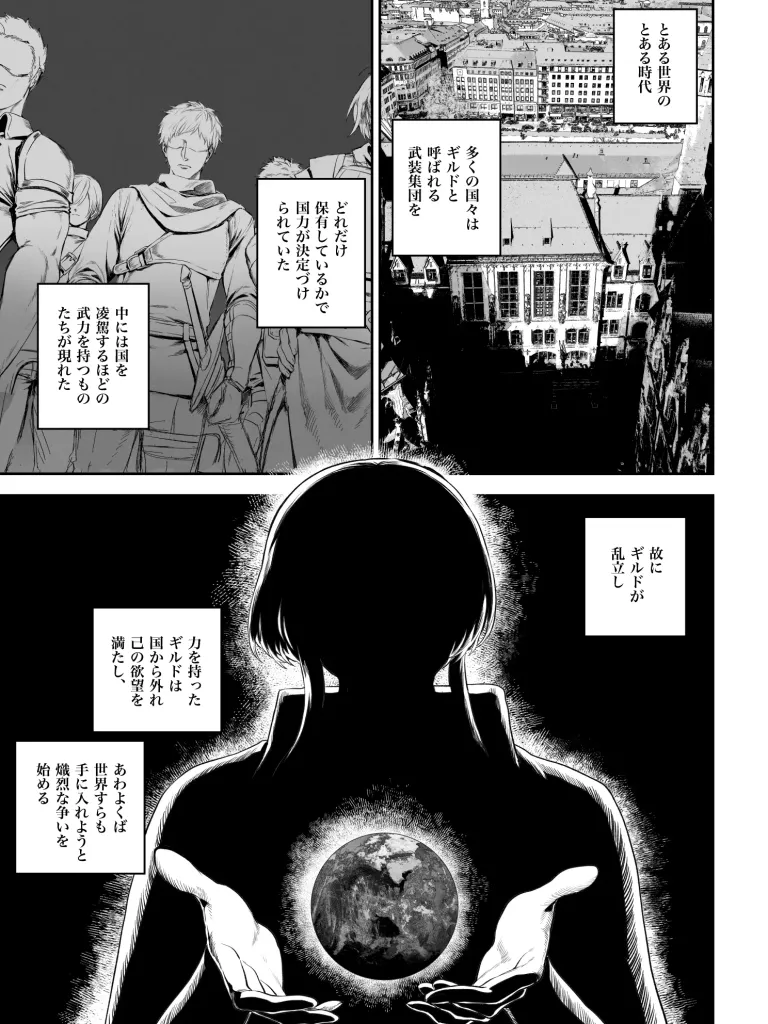 とある世界の
とある時代
多くの国々は
ギルドと
呼ばれる
武装集団を
どれだけ
保有しているかで
国力が決定づけ
られていた
中には国を
凌駕するほどの
武力を持つもの
たちが現れた
故に
ギルドが
乱立し
力を持った
ギルドは
国から外れ
己の欲望を
満たし、
あわよくば
世界すらも
手に入れようと
熾烈な争いを
始める